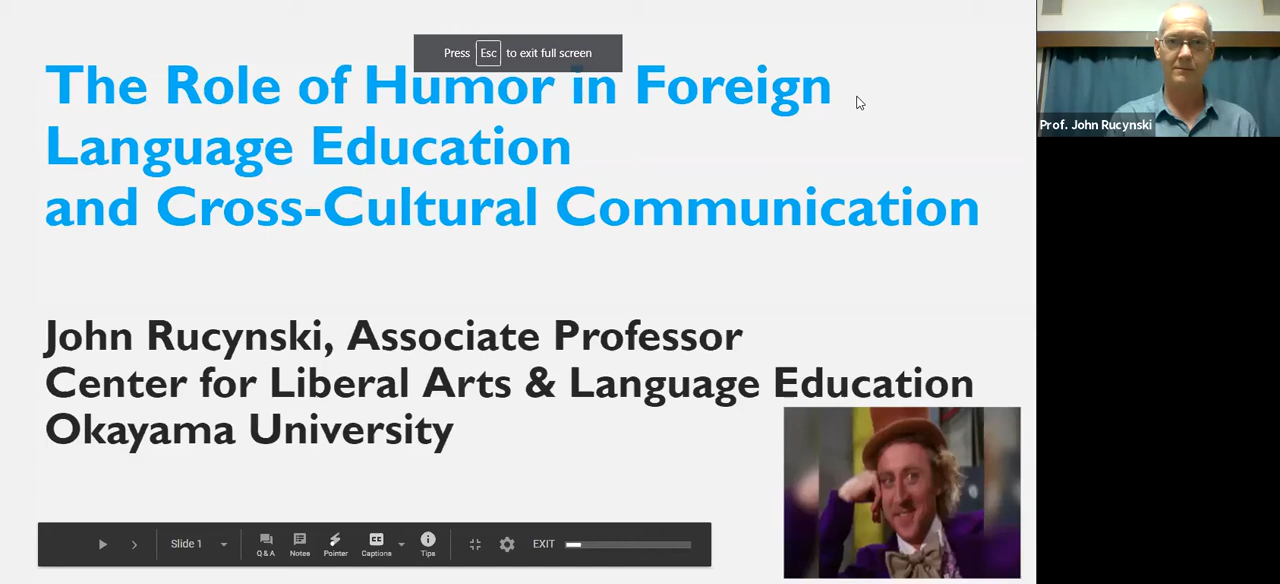 Press Esc to exit full screen
The Role of Humor in Foreign
Language Education
and Cross-Cultural Communication
Prof. John Rucynski
John Rucynski, Associate Professor
Center for Liberal Arts & Language Education
Okayama University
Slide 1
Q & A
Notes
Pointer
Captions
CC
Tips
EXIT